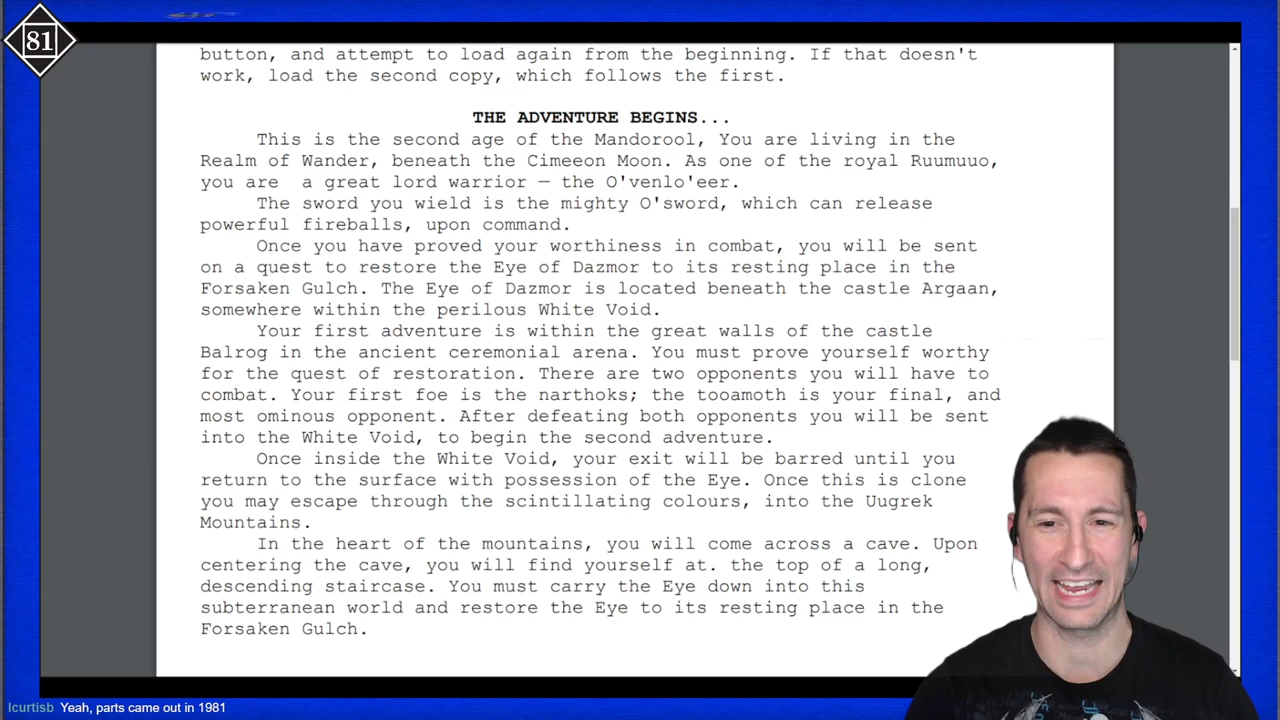 81
button, and attempt to load again from the beginning. If that doesn't
work, load the second copy, which follows the first.
THE ADVENTURE BEGINS...
This is the second age of the Mandorool, You are living in the
Realm of Wander, beneath the Cimeeon Moon. As one of the royal Ruumuuo,
you are  a great lord warrior — the O'venlo'eer.
The sword you wield is the mighty O'sword, which can release
powerful fireballs, upon command.
Once you have proved your worthiness in combat, you will be sent
on a quest to restore the Eye of Dazmor to its resting place in the
Forsaken Gulch. The Eye of Dazmor is located beneath the castle Argaan,
somewhere within the perilous White Void.
Your first adventure is within the great walls of the castle
Balrog in the ancient ceremonial arena. You must prove yourself worthy
for the quest of restoration. There are two opponents you will have to
combat. Your first foe is the narthoks; the tooamoth is your final, and
most ominous opponent. After defeating both opponents you will be sent
into the White Void, to begin the second adventure.
Once inside the White Void, your exit will be barred until you
return to the surface with possession of the Eye. Once this is clone
you may escape through the scintillating colours, into the Uugrek
Mountains.
In the heart of the mountains, you will come across a cave. Upon
centering the cave, you will find yourself at. the top of a long,
descending staircase. You must carry the Eye down into this
subterranean world and restore the Eye to its resting place in the
Forsaken Gulch.
lcurtisb Yeah, parts came out in 1981